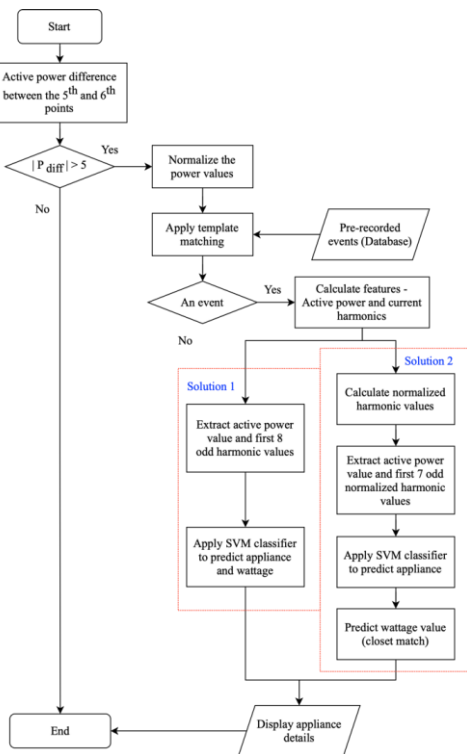 Start
Active power difference
between the 5th and 6th
points
| P diff | > 5
Yes
No
Normalize the
power values
Apply template
matching
Pre-recorded
events (Database)
An event
Yes
No
Calculate features -
Active power and current
harmonics
Solution 1
Extract active power
value and first 8
odd harmonic values
Apply SVM classifier
to predict appliance
and wattage
Solution 2
Calculate normalized
harmonic values
Extract active power
value and first 7 odd
normalized harmonic
values
Apply SVM classifier
to predict appliance
Predict wattage value
(closet match)
Display appliance
details
End